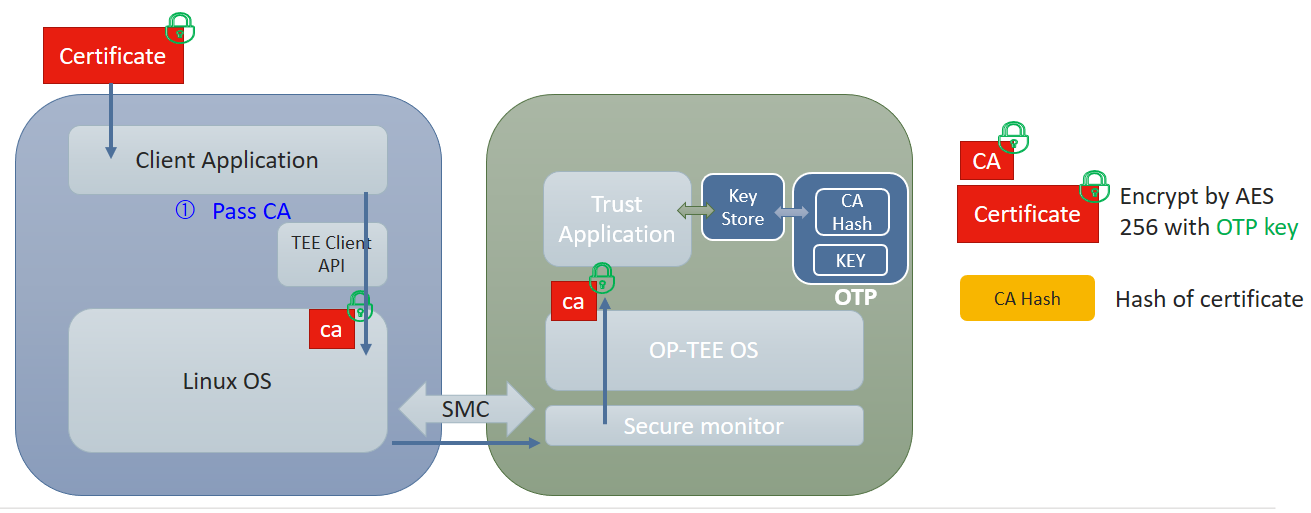 Certificate
Client Application
① Pass CA
TEE Client
API
ca
Linux OS
SMC
Trust
Application
Key
Store
CA
Hash
KEY
OTP
ca
OP-TEE OS
Secure monitor
CA
Certificate
Encrypt by AES
256 with OTP key
CA Hash
Hash of certificate